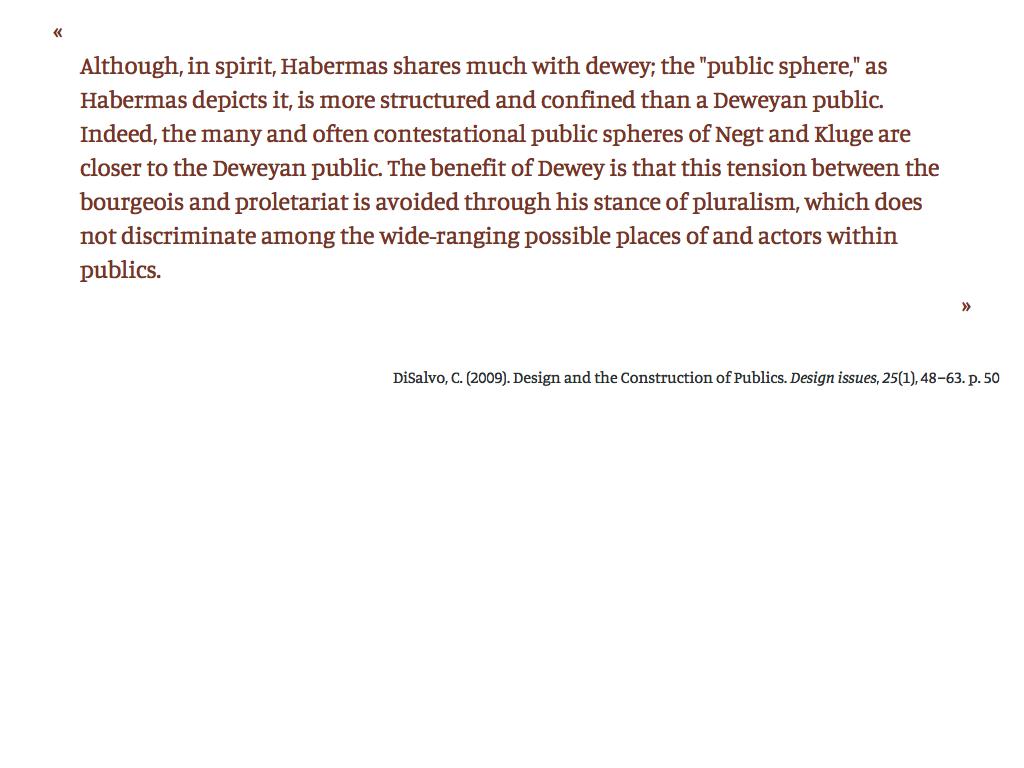 «
Although, in spirit, Habermas shares much with dewey; the "public sphere," as
Habermas depicts it, is more structured and confined than a Deweyan public.
Indeed, the many and often contestational public spheres of Negt and Kluge are
closer to the Deweyan public. The benefit of Dewey is that this tension between the
bourgeois and proletariat is avoided through his stance of pluralism, which does
not discriminate among the wide-ranging possible places of and actors within
publics.
»
DiSalvo, C. (2009). Design and the Construction of Publics. Design issues, 25(1), 48–63. p. 50